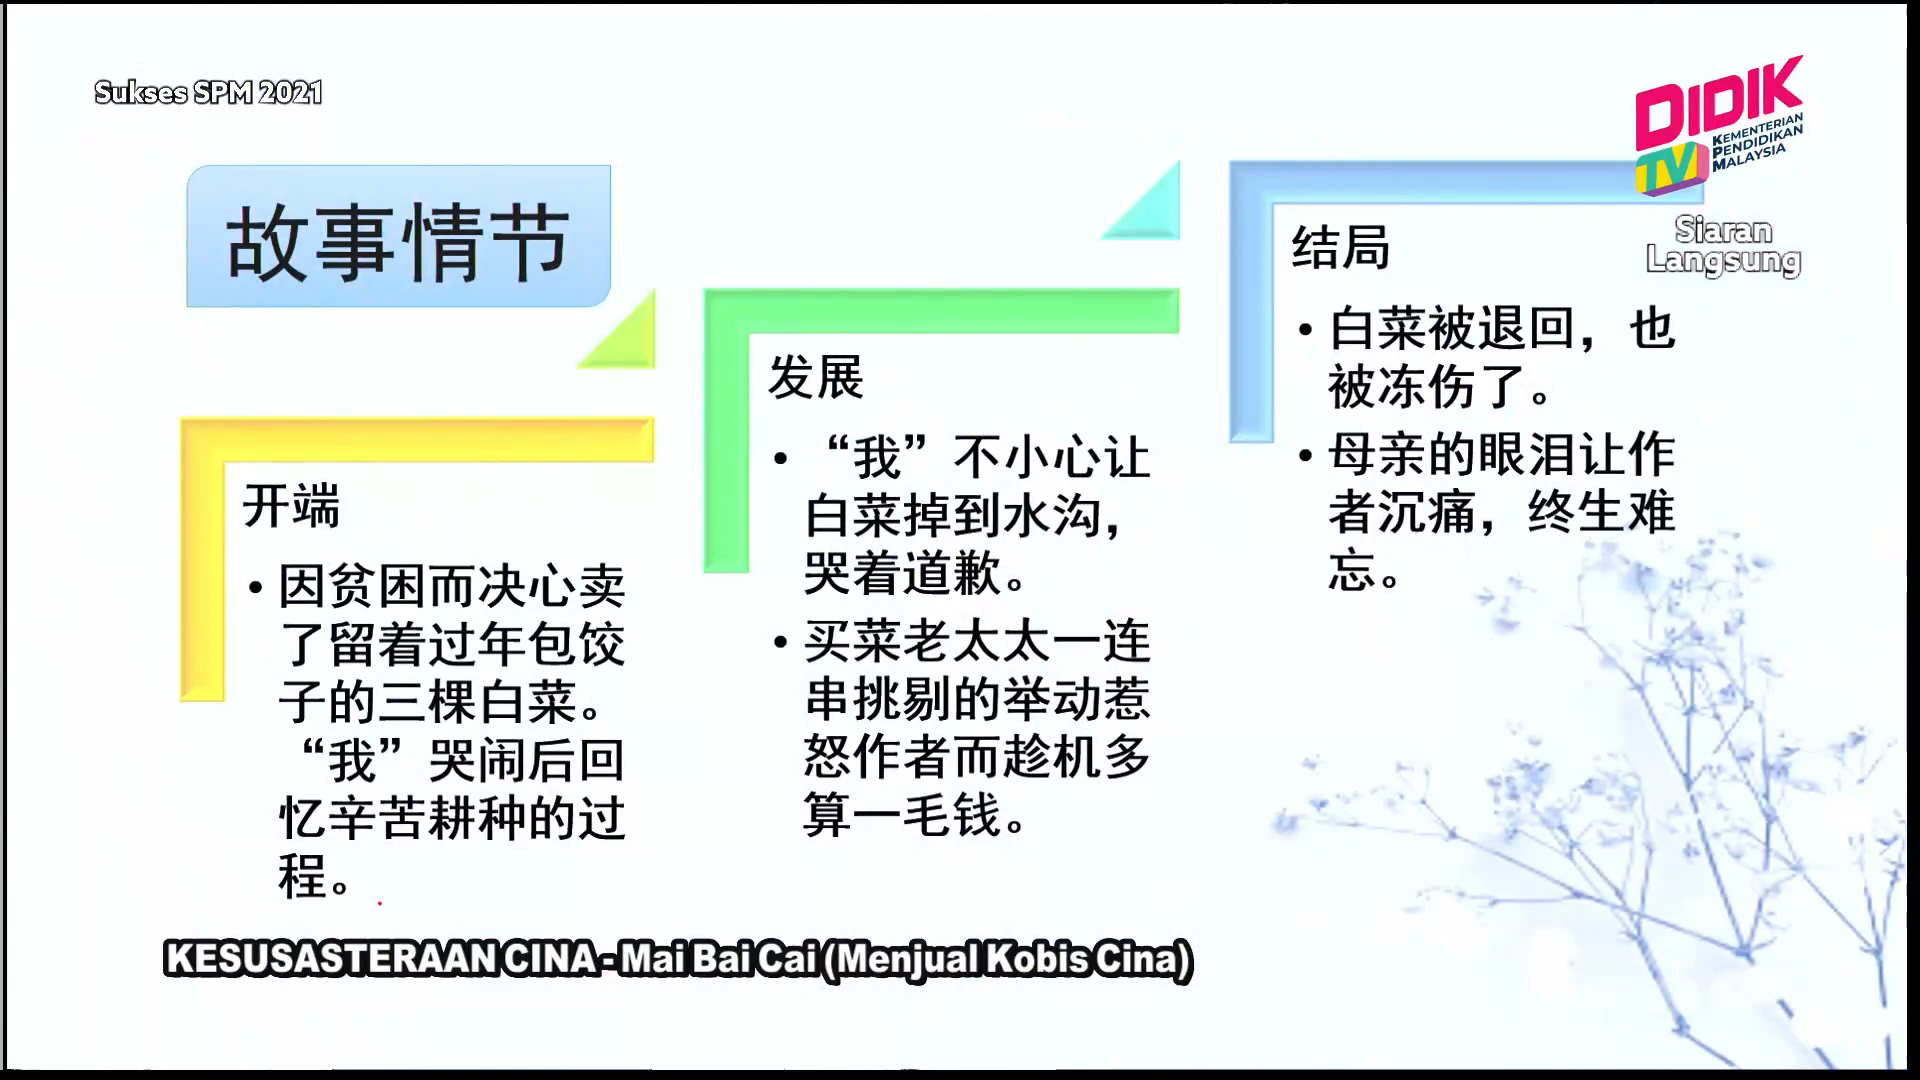 Sukses SPM 2021
DIDIK
TV
KEMENTERIAN
PENDIDIKAN
MALAYSIA
Siaran
Langsung
故事情节
开端
• 因贫困而决心卖
了留着过年包饺
子的三棵白菜。
“我”哭闹后回
忆辛苦耕种的过
程。
发展
• “我”不小心让
白菜掉到水沟，
哭着道歉。
• 买菜老太太一连
串挑剔的举动惹
怒作者而趁机多
算一毛钱。
结局
• 白菜被退回，也
被冻伤了。
• 母亲的眼泪让作
者沉痛，终生难
忘。
KESUSASTERAAN CINA - Mai Bai Cai (Menjual Kobis Cina)